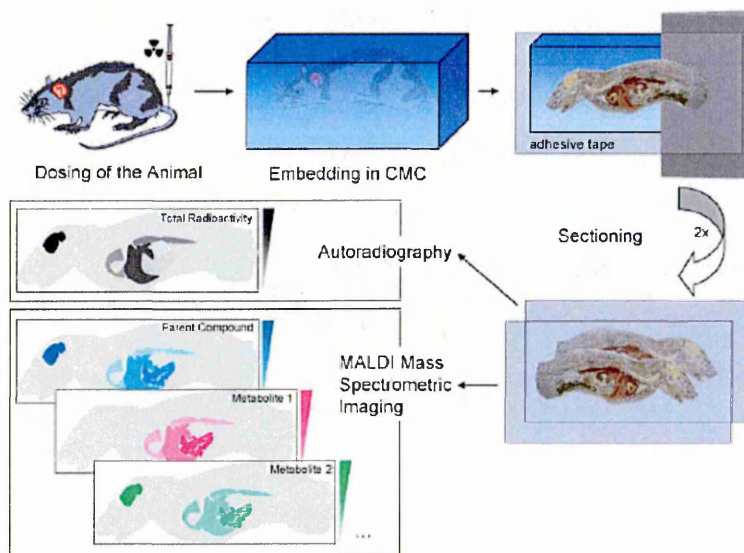 Dosing of the Animal
Embedding in CMC
adhesive tape
Sectioning
2x
Total Radioactivity
Autoradiography
Parent Compound
MALDI Mass
Spectrometric
Imaging
Metabolite 1
Metabolite 2
...